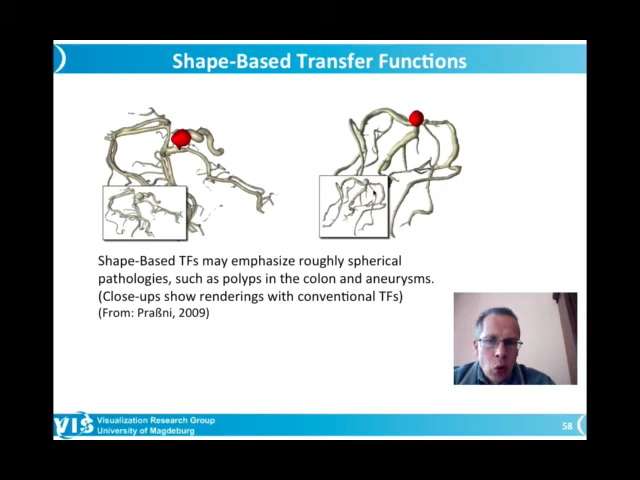 Shape-Based Transfer Functions
Shape-Based TFs may emphasize roughly spherical
pathologies, such as polyps in the colon and aneurysms.
(Close-ups show renderings with conventional TFs)
(From: Praßni, 2009)
VIS
Visualization Research Group
University of Magdeburg
58